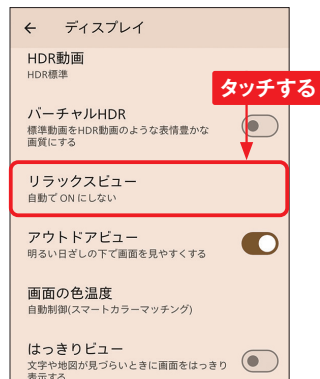 ← ディスプレイ
HDR動画
HDR標準
タッチする
バーチャルHDR
標準動画をHDR動画のような表情豊かな
画質にする
リラックスビュー
自動で ON にしない
アウトドアビュー
明るい日ざしの下で画面を見やすくする
画面の色温度
自動制御(スマートカラーマッチング)
はっきりビュー
文字や地図が見づらいときに画面をはっきり
表示する